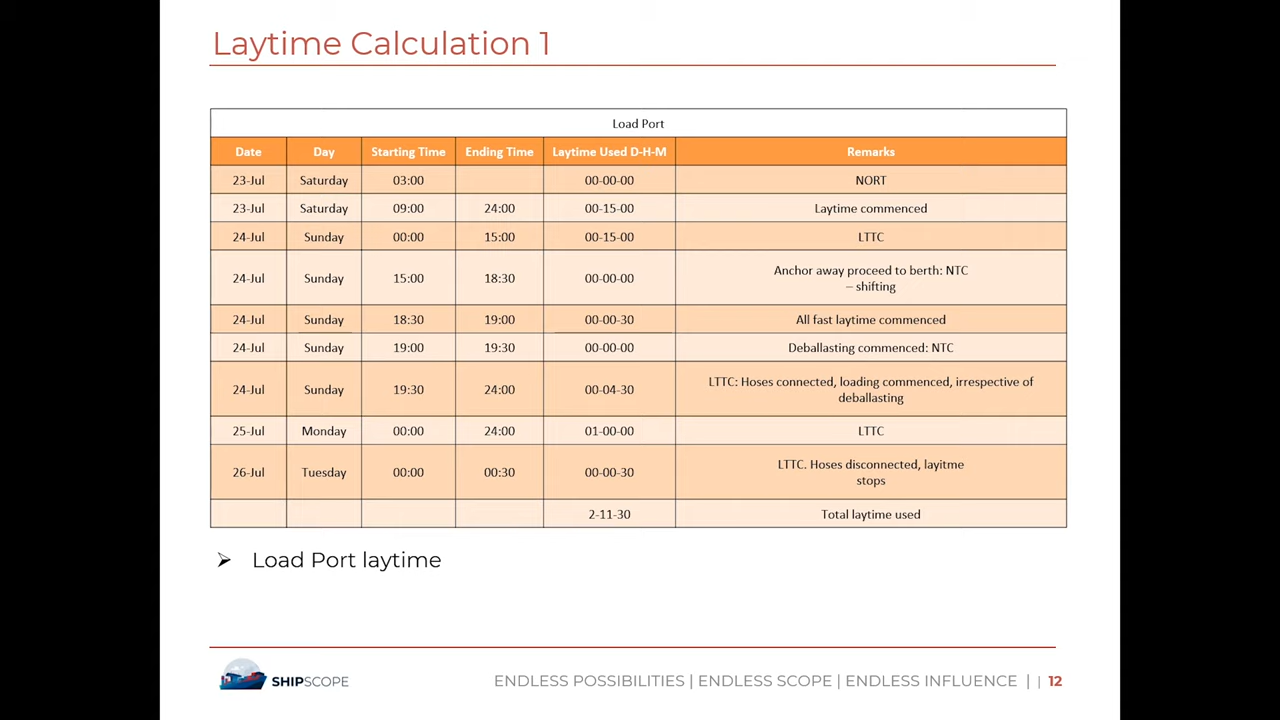 Laytime Calculation 1
Load Port
Date Day Starting Time Ending Time Laytime Used D-H-M Remarks
23-Jul Saturday 03:00 00-00-00 NORT
23-Jul Saturday 09:00 24:00 00-15-00 Laytime commenced
24-Jul Sunday 00:00 15:00 00-15-00 LTTC
24-Jul Sunday 15:00 18:30 00-00-00 Anchor away proceed to berth: NTC
– shifting
24-Jul Sunday 18:30 19:00 00-00-30 All fast laytime commenced
24-Jul Sunday 19:00 19:30 00-00-00 Deballasting commenced: NTC
24-Jul Sunday 19:30 24:00 00-04-30 LTTC: Hoses connected, loading commenced, irrespective of
deballasting
25-Jul Monday 00:00 24:00 01-00-00 LTTC
26-Jul Tuesday 00:00 00:30 00-00-30 LTTC. Hoses disconnected, layitme
stops
2-11-30 Total laytime used
➢ Load Port laytime
SHIPSCOPE
ENDLESS POSSIBILITIES | ENDLESS SCOPE | ENDLESS INFLUENCE | | 12